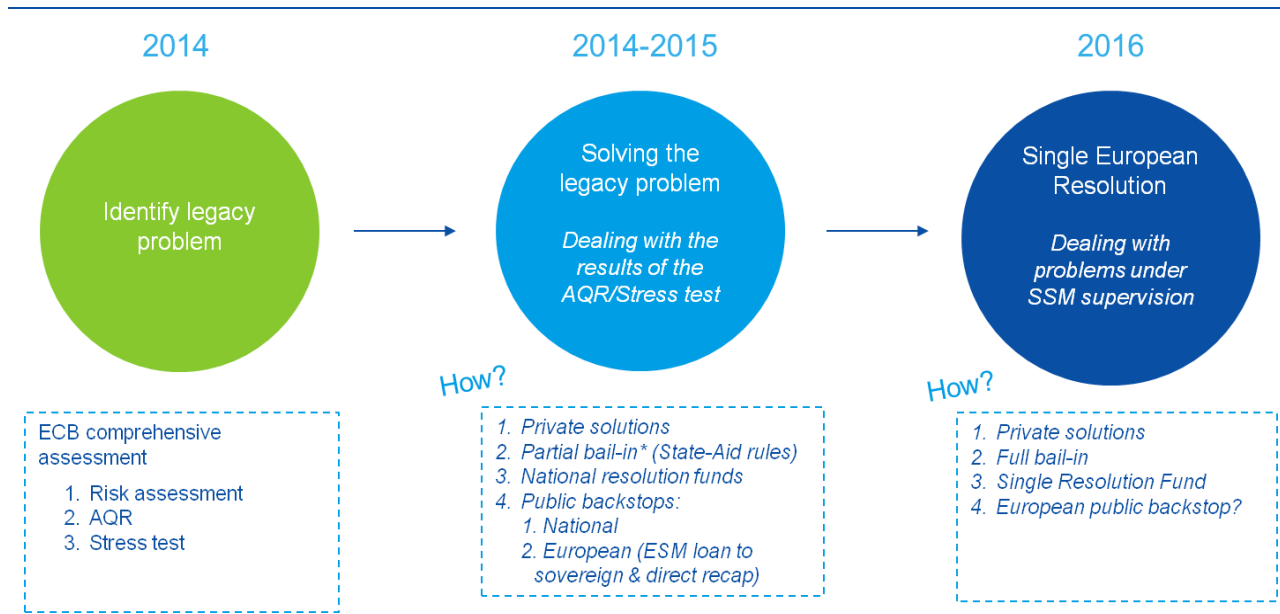 2014
Identify legacy
problem
ECB comprehensive
assessment
1. Risk assessment
2. AQR
3. Stress test
2014-2015
Solving the
legacy problem
Dealing with the
results of the
AQR/Stress test
How?
1. Private solutions
2. Partial bail-in* (State-Aid rules)
3. National resolution funds
4. Public backstops:
1. National
2. European (ESM loan to
sovereign & direct recap)
2016
Single European
Resolution
Dealing with
problems under
SSM supervision
How?
1. Private solutions
2. Full bail-in
3. Single Resolution Fund
4. European public backstop?